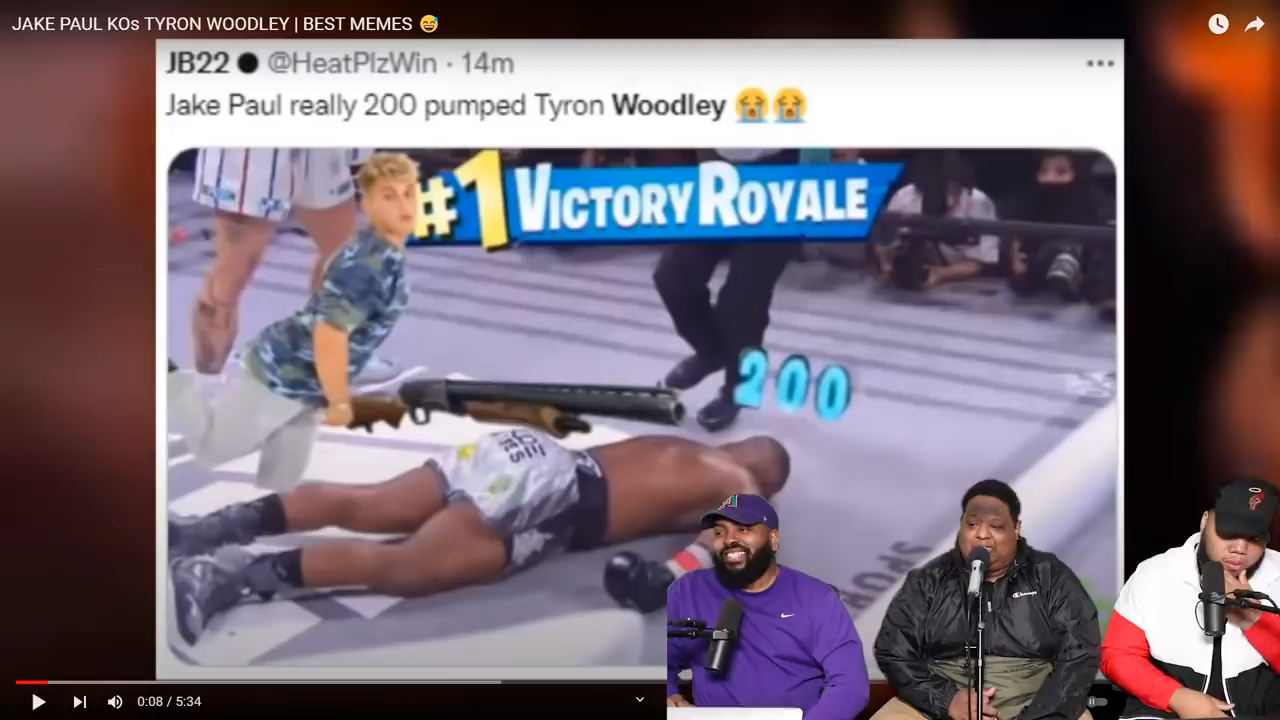 JAKE PAUL KOs TYRON WOODLEY | BEST MEMES 😅
JB22 ● @HeatPlzWin · 14m
Jake Paul really 200 pumped Tyron Woodley 😭😭
#1 VICTORY ROYALE
200
Champion
0:08 / 5:34